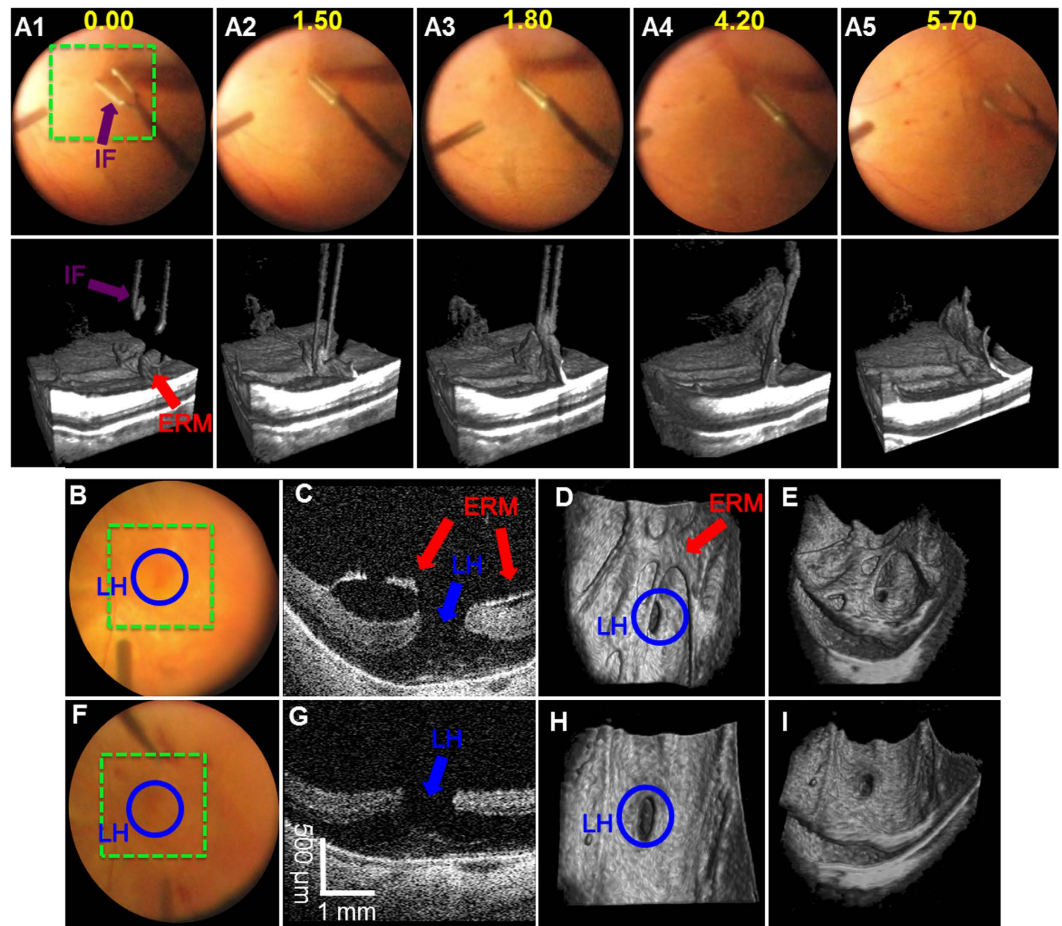 A1 0.00 A2 1.50 A3 1.80 A4 4.20 A5 5.70
IF
IF
ERM
B C ERM D ERM E
LH LH
LH
F G LH H I
LH LH
500 µm
1 mm